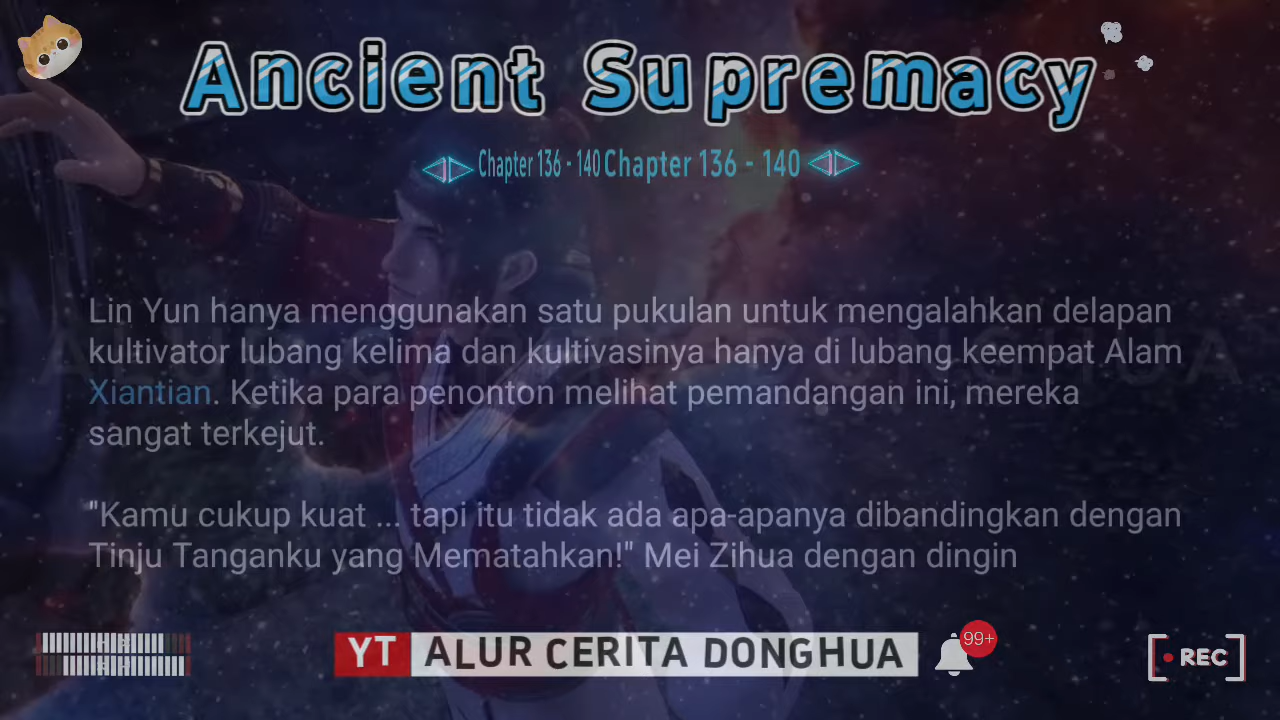 Ancient Supremacy
Chapter 136 - 140 Chapter 136 - 140
Lin Yun hanya menggunakan satu pukulan untuk mengalahkan delapan
kultivator lubang kelima dan kultivasinya hanya di lubang keempat Alam
Xiantian. Ketika para penonton melihat pemandangan ini, mereka
sangat terkejut.
"Kamu cukup kuat ... tapi itu tidak ada apa-apanya dibandingkan dengan
Tinju Tanganku yang Mematahkan!" Mei Zihua dengan dingin
YT ALUR CERITA DONGHUA
99+
REC